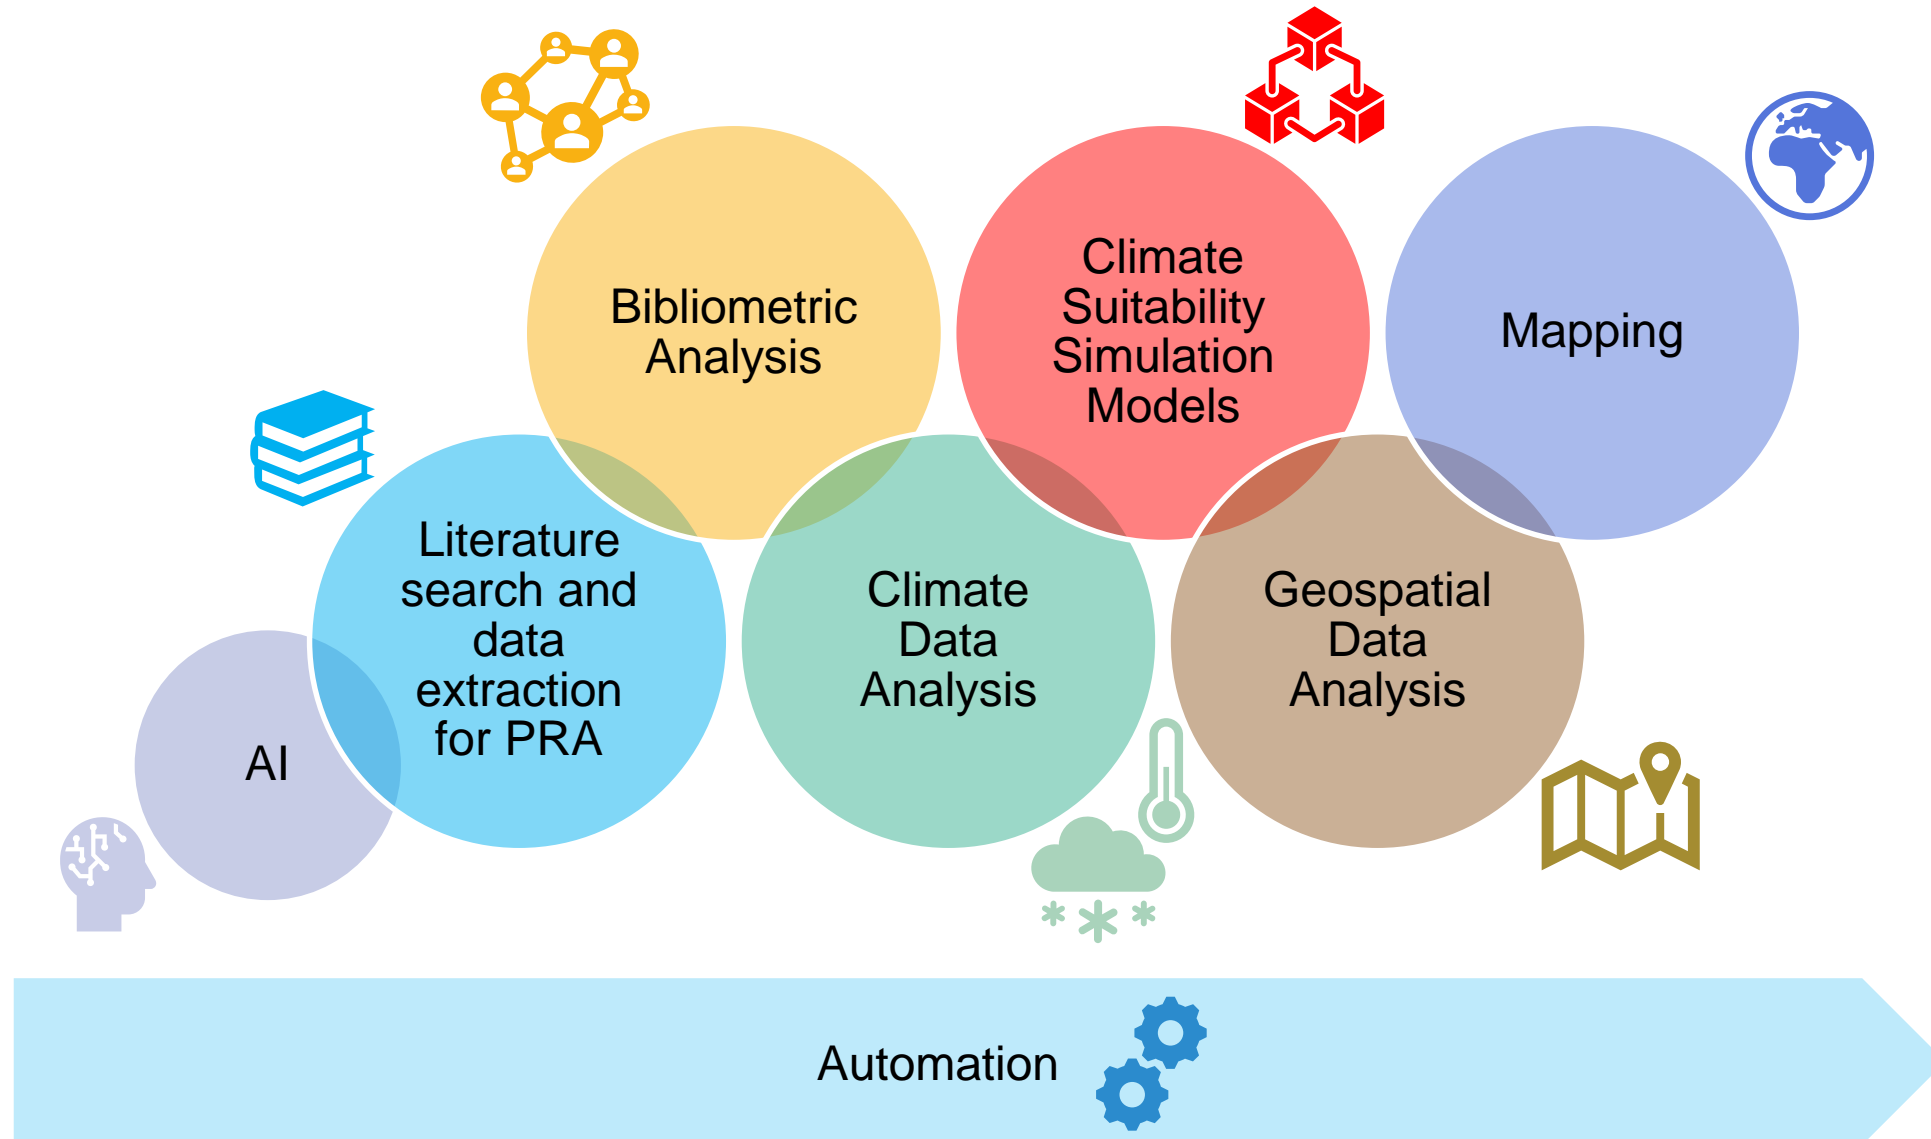 AI
Literature
search and
data
extraction
for PRA
Bibliometric
Analysis
Climate
Data
Analysis
Climate
Suitability
Simulation
Models
Geospatial
Data
Analysis
Mapping
Automation